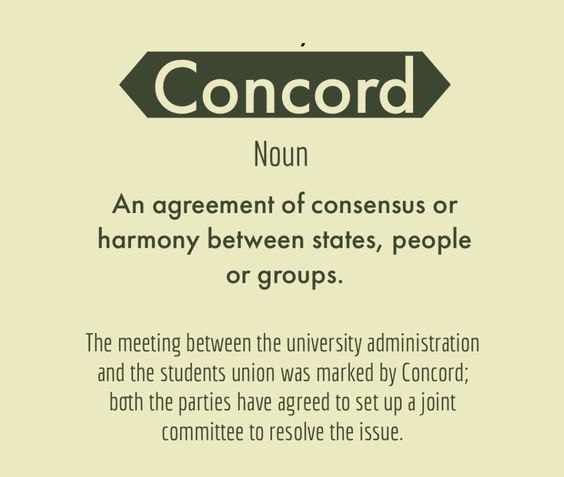 Concord
Noun
An agreement of consensus or
harmony between states, people
or groups.
The meeting between the university administration
and the students union was marked by Concord;
both the parties have agreed to set up a joint
committee to resolve the issue.